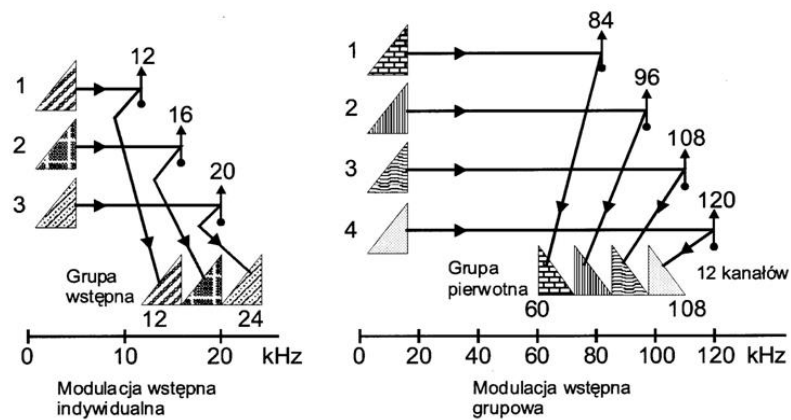 12
1
16
2
20
3
Grupa
wstępna
12
24
0
10
20
kHz
Modulacja wstępna
indywidualna
84
1
96
2
108
3
120
4
Grupa
pierwotna
12 kanałów
60
108
0
20
40
60
80
100
120
kHz
Modulacja wstępna
grupowa